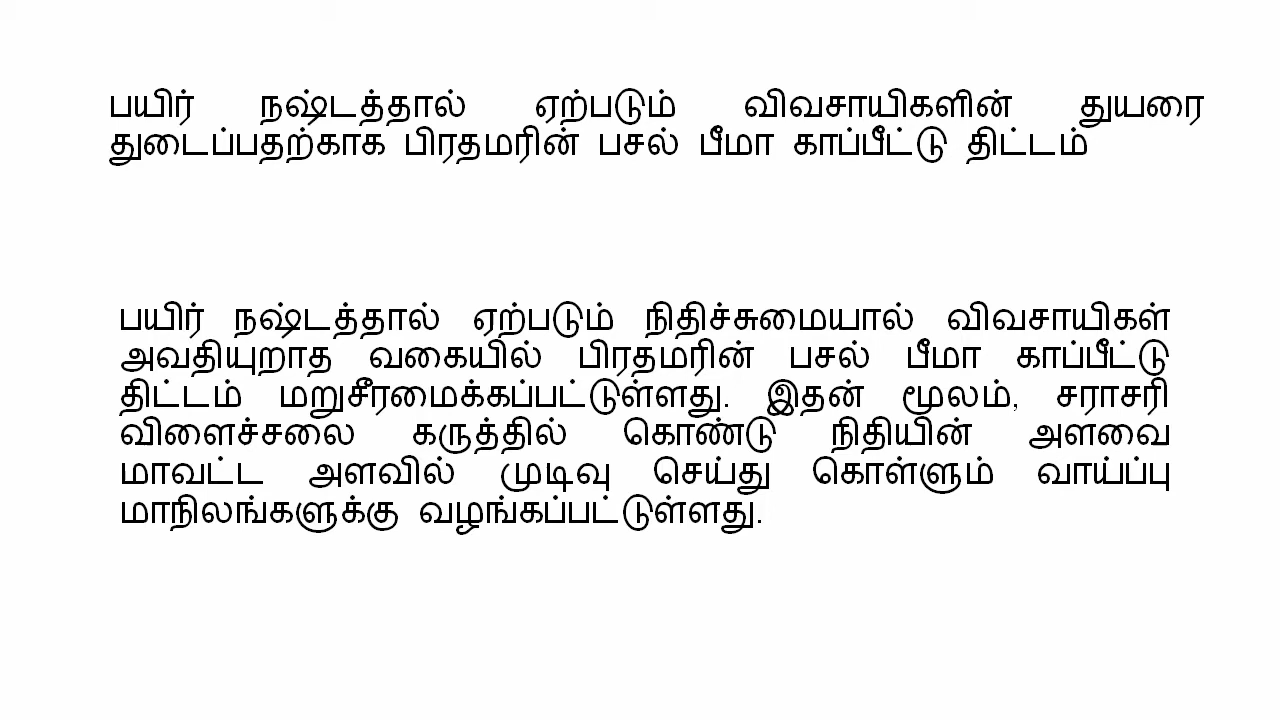 பயிர் நஷ்டத்தால் ஏற்படும் விவசாயிகளின் துயரை
துடைப்பதற்காக பிரதமரின் பசல் பீமா காப்பீட்டு திட்டம்
பயிர் நஷ்டத்தால் ஏற்படும் நிதிச்சுமையால் விவசாயிகள்
அவதியுறாத வகையில் பிரதமரின் பசல் பீமா காப்பீட்டு
திட்டம் மறுசீரமைக்கப்பட்டுள்ளது. இதன் மூலம், சராசரி
விளைச்சலை கருத்தில் கொண்டு நிதியின் அளவை
மாவட்ட அளவில் முடிவு செய்து கொள்ளும் வாய்ப்பு
மாநிலங்களுக்கு வழங்கப்பட்டுள்ளது.